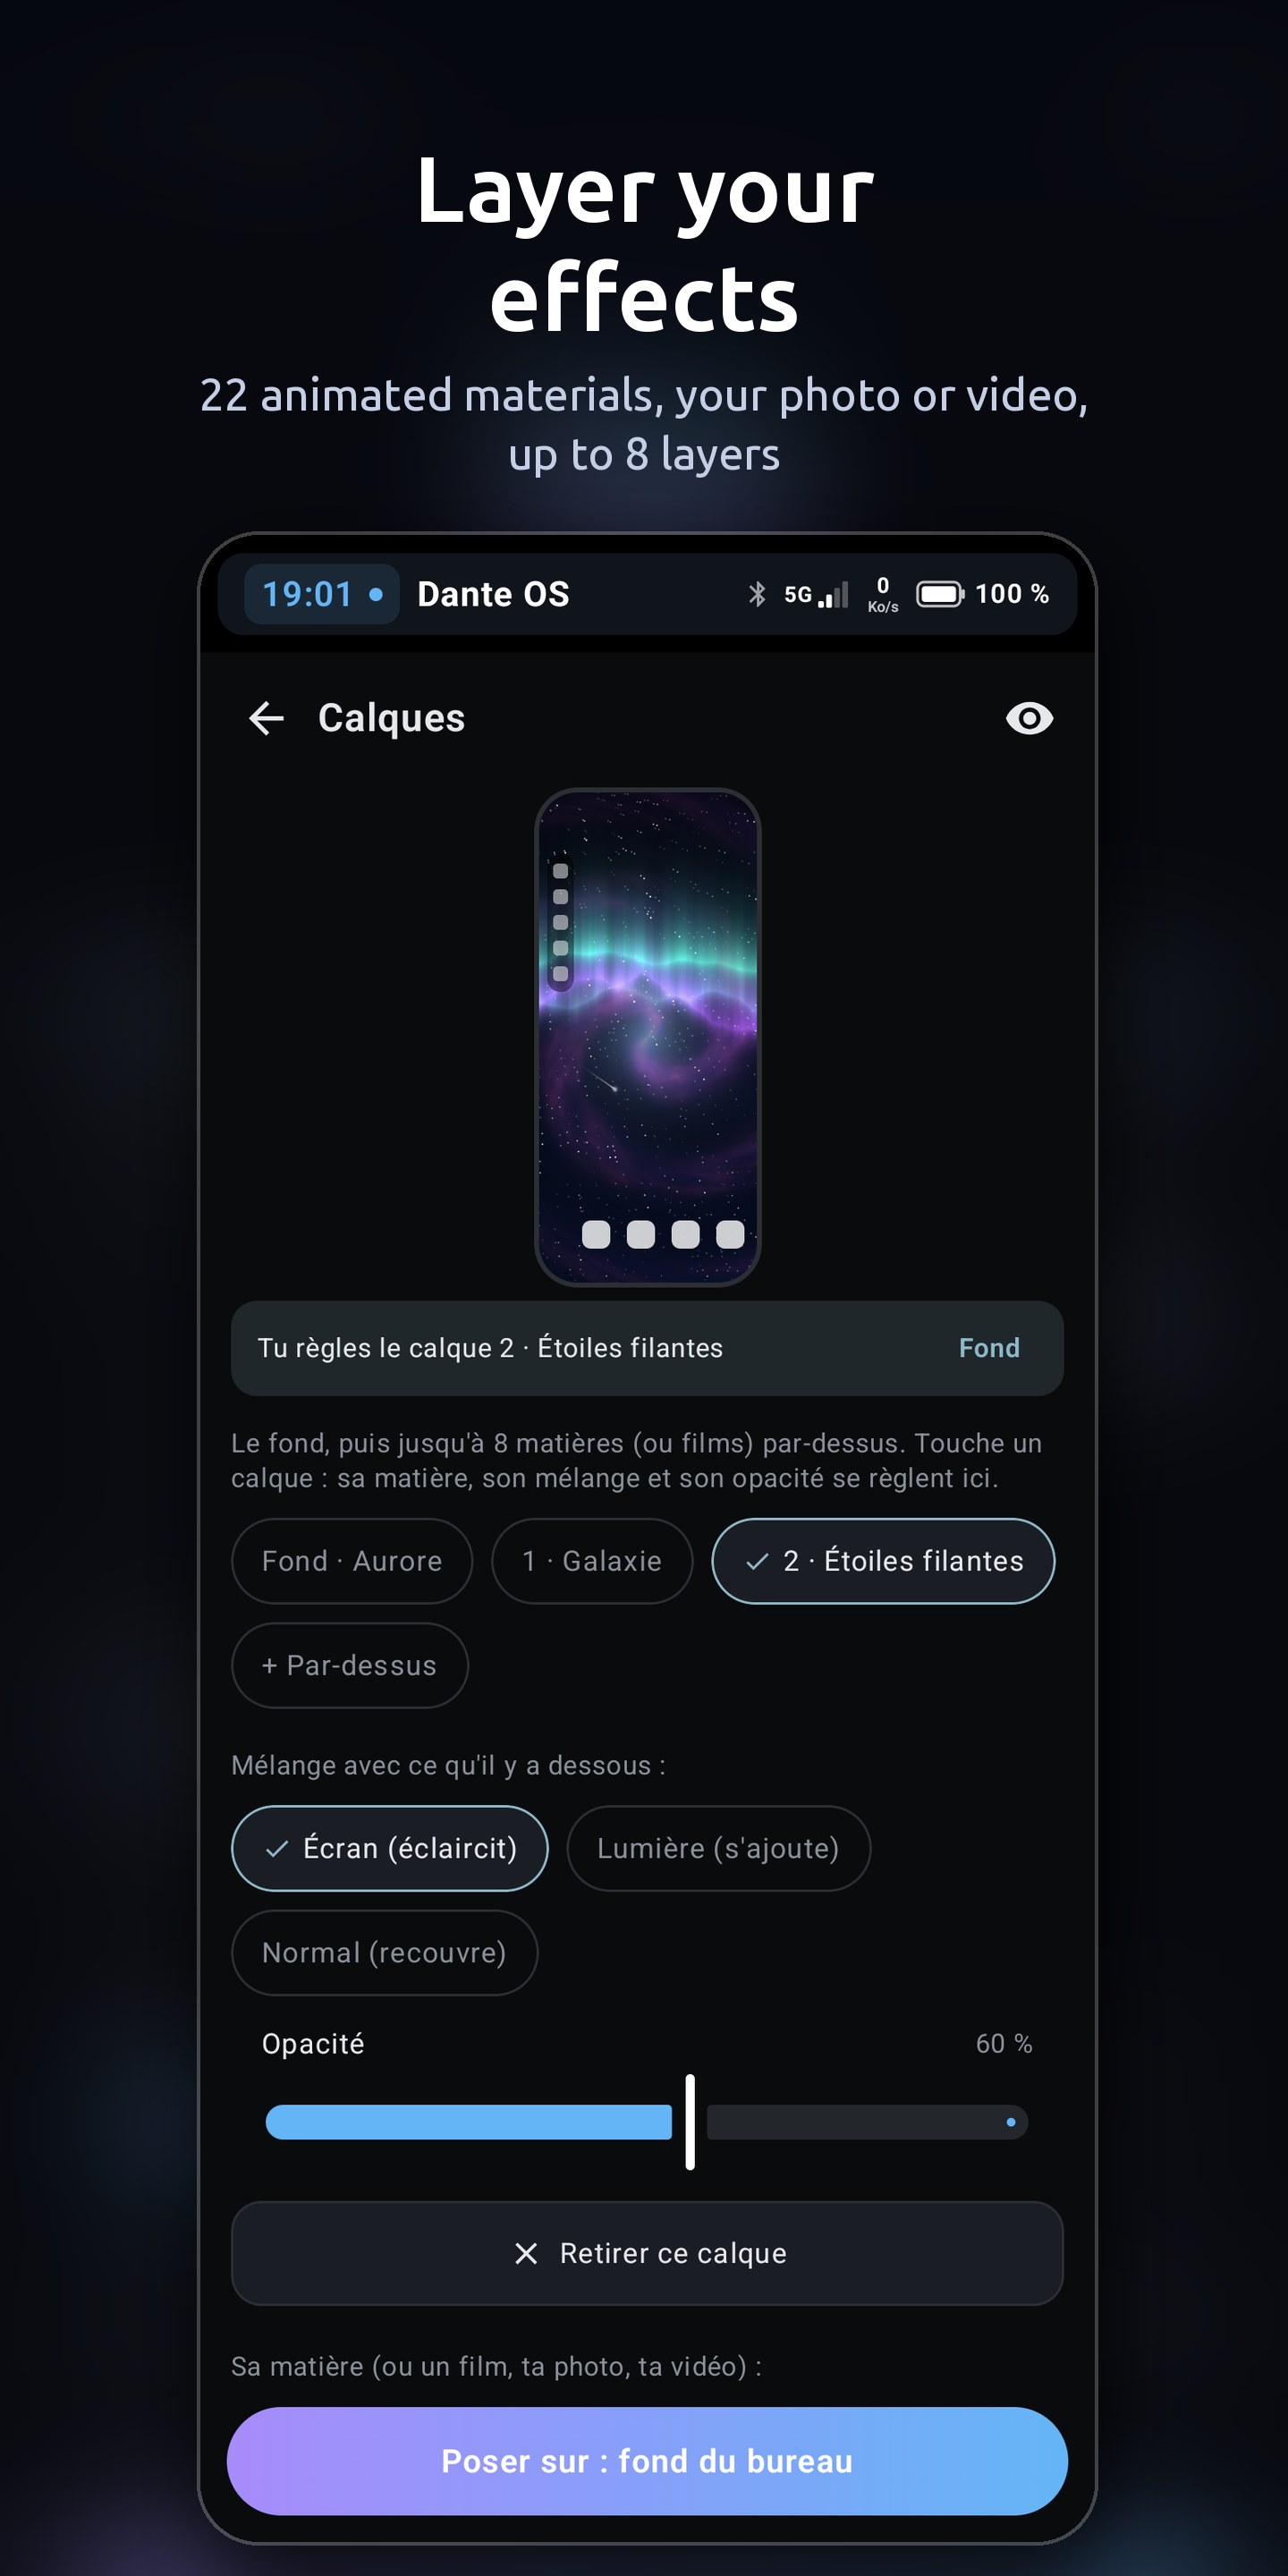 Layer your
effects
22 animated materials, your photo or video,
up to 8 layers
19:01 Dante OS 5G 0 Ko/s 100 %
Calques
Tu règles le calque 2 · Étoiles filantes Fond
Le fond, puis jusqu'à 8 matières (ou films) par-dessus. Touche un
calque : sa matière, son mélange et son opacité se règlent ici.
Fond · Aurore 1 · Galaxie 2 · Étoiles filantes
+ Par-dessus
Mélange avec ce qu'il y a dessous :
Écran (éclaircit) Lumière (s'ajoute)
Normal (recouvre)
Opacité 60 %
Retirer ce calque
Sa matière (ou un film, ta photo, ta vidéo) :
Poser sur : fond du bureau